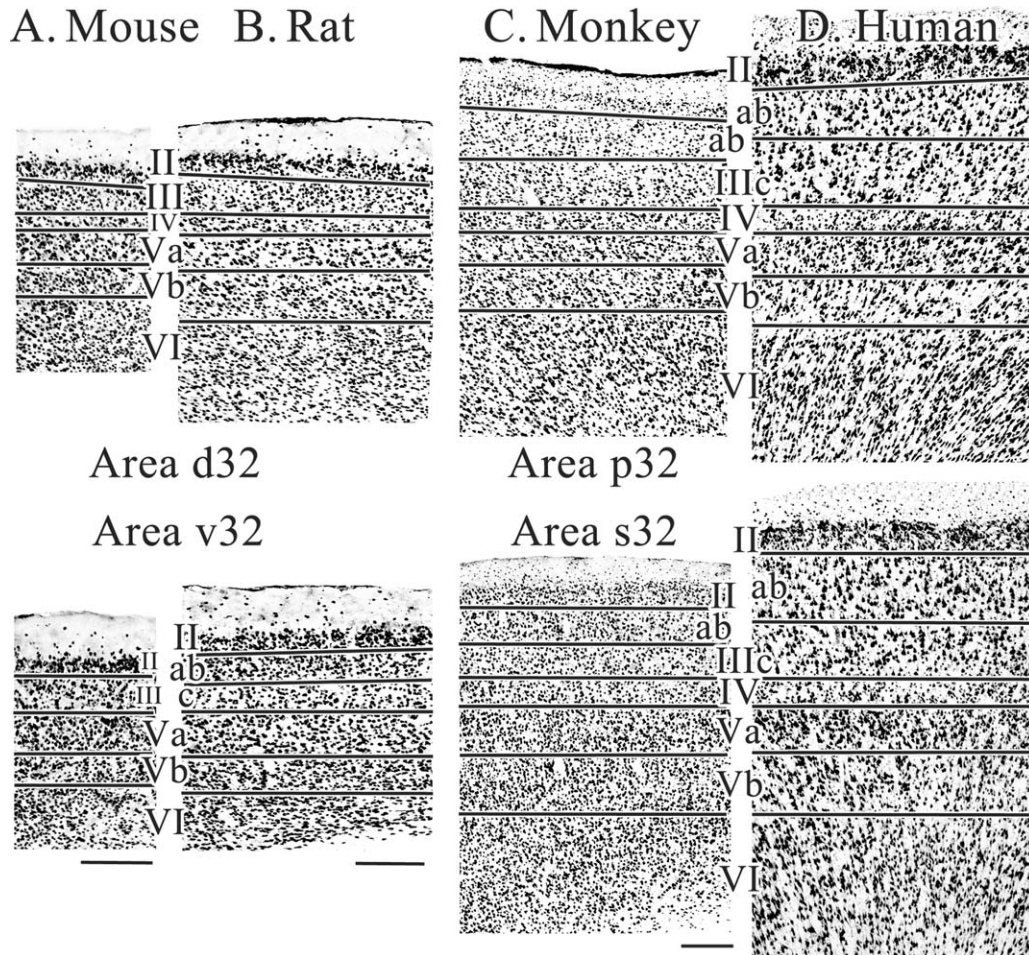 A. Mouse B. Rat C. Monkey D. Human
II
III
IV
Va
Vb
VI
II
ab
ab
IIIc
IV
Va
Vb
VI
Area d32
Area p32
Area v32
Area s32
II
III
II
ab
c
Va
Vb
VI
II
ab
II
ab
IIIc
IV
Va
Vb
VI